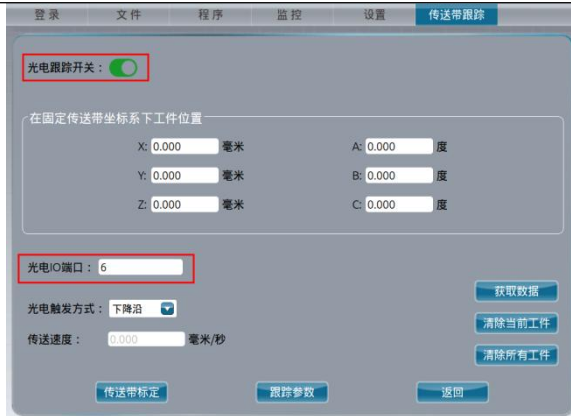 登录 文件 程序 监控 设置 传送带跟踪
光电跟踪开关：
在固定传送带坐标系下工件位置
X: 0.000 毫米 A: 0.000 度
Y: 0.000 毫米 B: 0.000 度
Z: 0.000 毫米 C: 0.000 度
光电IO端口： 6
获取数据
光电触发方式： 下降沿
清除当前工件
传送速度： 0.000 毫米/秒
清除所有工件
传送带标定 跟踪参数 返回